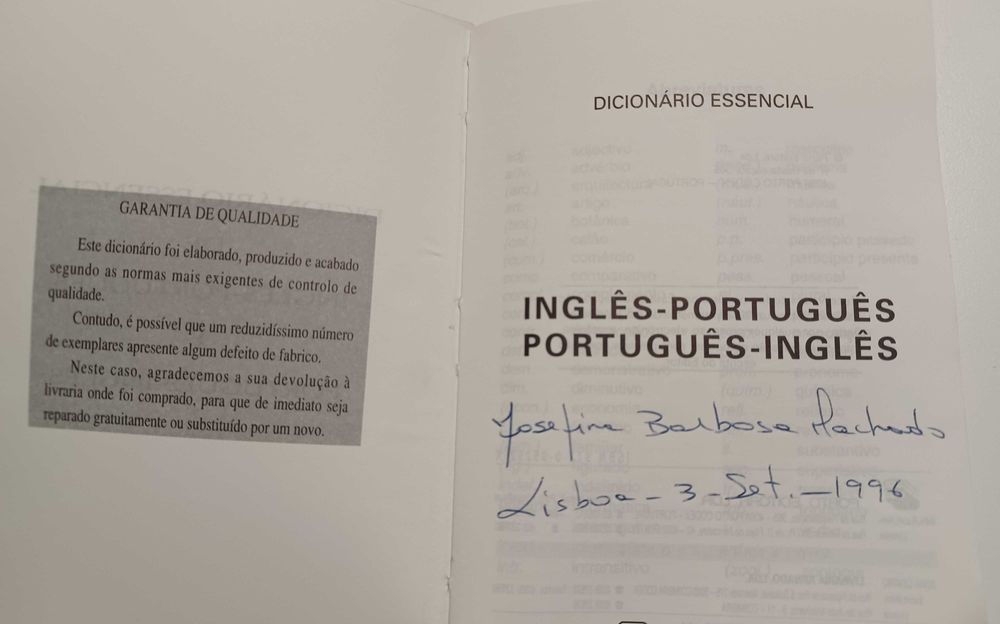 GARANTIA DE QUALIDADE
Este dicionário foi elaborado, produzido e acabado
segundo as normas mais exigentes de controlo de
qualidade.
Contudo, é possível que um reduzidíssimo número
de exemplares apresente algum defeito de fabrico.
Neste caso, agradecemos a sua devolução à
livraria onde foi comprado, para que de imediato seja
reparado gratuitamente ou substituído por um novo.
DICIONÁRIO ESSENCIAL
INGLÊS-PORTUGUÊS
PORTUGUÊS-INGLÊS
Josefina Barbosa Machado
Lisboa - 3 - Set. - 1996